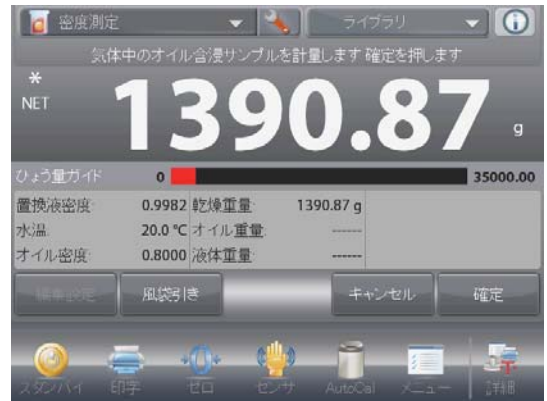 密度測定 ライブラリ
気体中のオイル含浸サンプルを計量します 確定を押します
*
NET
1390.87 g
ひょう量ガイド 0 35000.00
置換液密度: 0.9982 乾燥重量: 1390.87 g
水温: 20.0 °C オイル重量: ------
オイル密度: 0.8000 液体重量: ------
編集設定 風袋引き キャンセル 確定
スタンバイ 印字 ゼロ センサ AutoCal メニュー 詳細